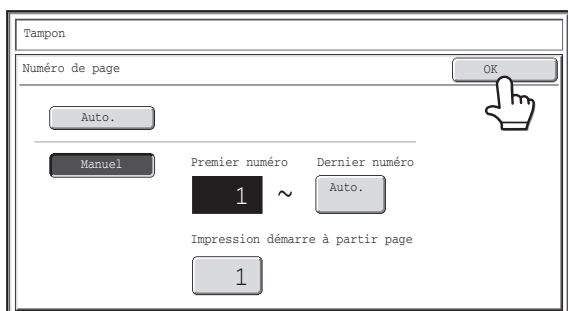 Tampon
Numéro de page OK
Auto.
Manuel Premier numéro Dernier numéro
1 ~ Auto.
Impression démarre à partir page
1